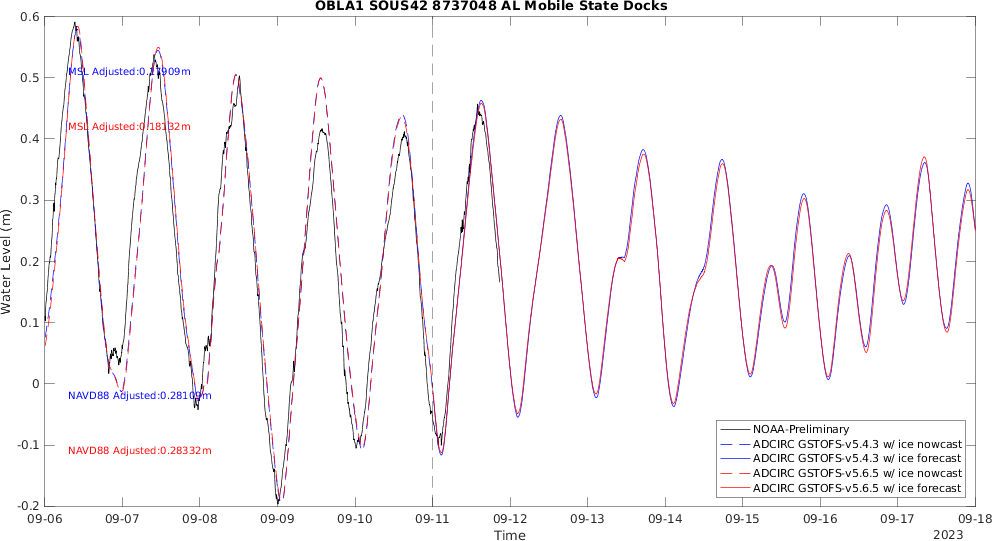 OBLA1 SOUS42 8737048 AL Mobile State Docks
Water Level (m)
0.6
0.5
0.4
0.3
0.2
0.1
0
-0.1
-0.2
MSL Adjusted:0.17909m
MSL Adjusted:0.18132m
NAVD88 Adjusted:0.28109m
NAVD88 Adjusted:0.28332m
NOAA-Preliminary
ADCIRC GSTOFS-v5.4.3 w/ ice nowcast
ADCIRC GSTOFS-v5.4.3 w/ ice forecast
ADCIRC GSTOFS-v5.6.5 w/ ice nowcast
ADCIRC GSTOFS-v5.6.5 w/ ice forecast
09-06 09-07 09-08 09-09 09-10 09-11 09-12 09-13 09-14 09-15 09-16 09-17 09-18
Time
2023